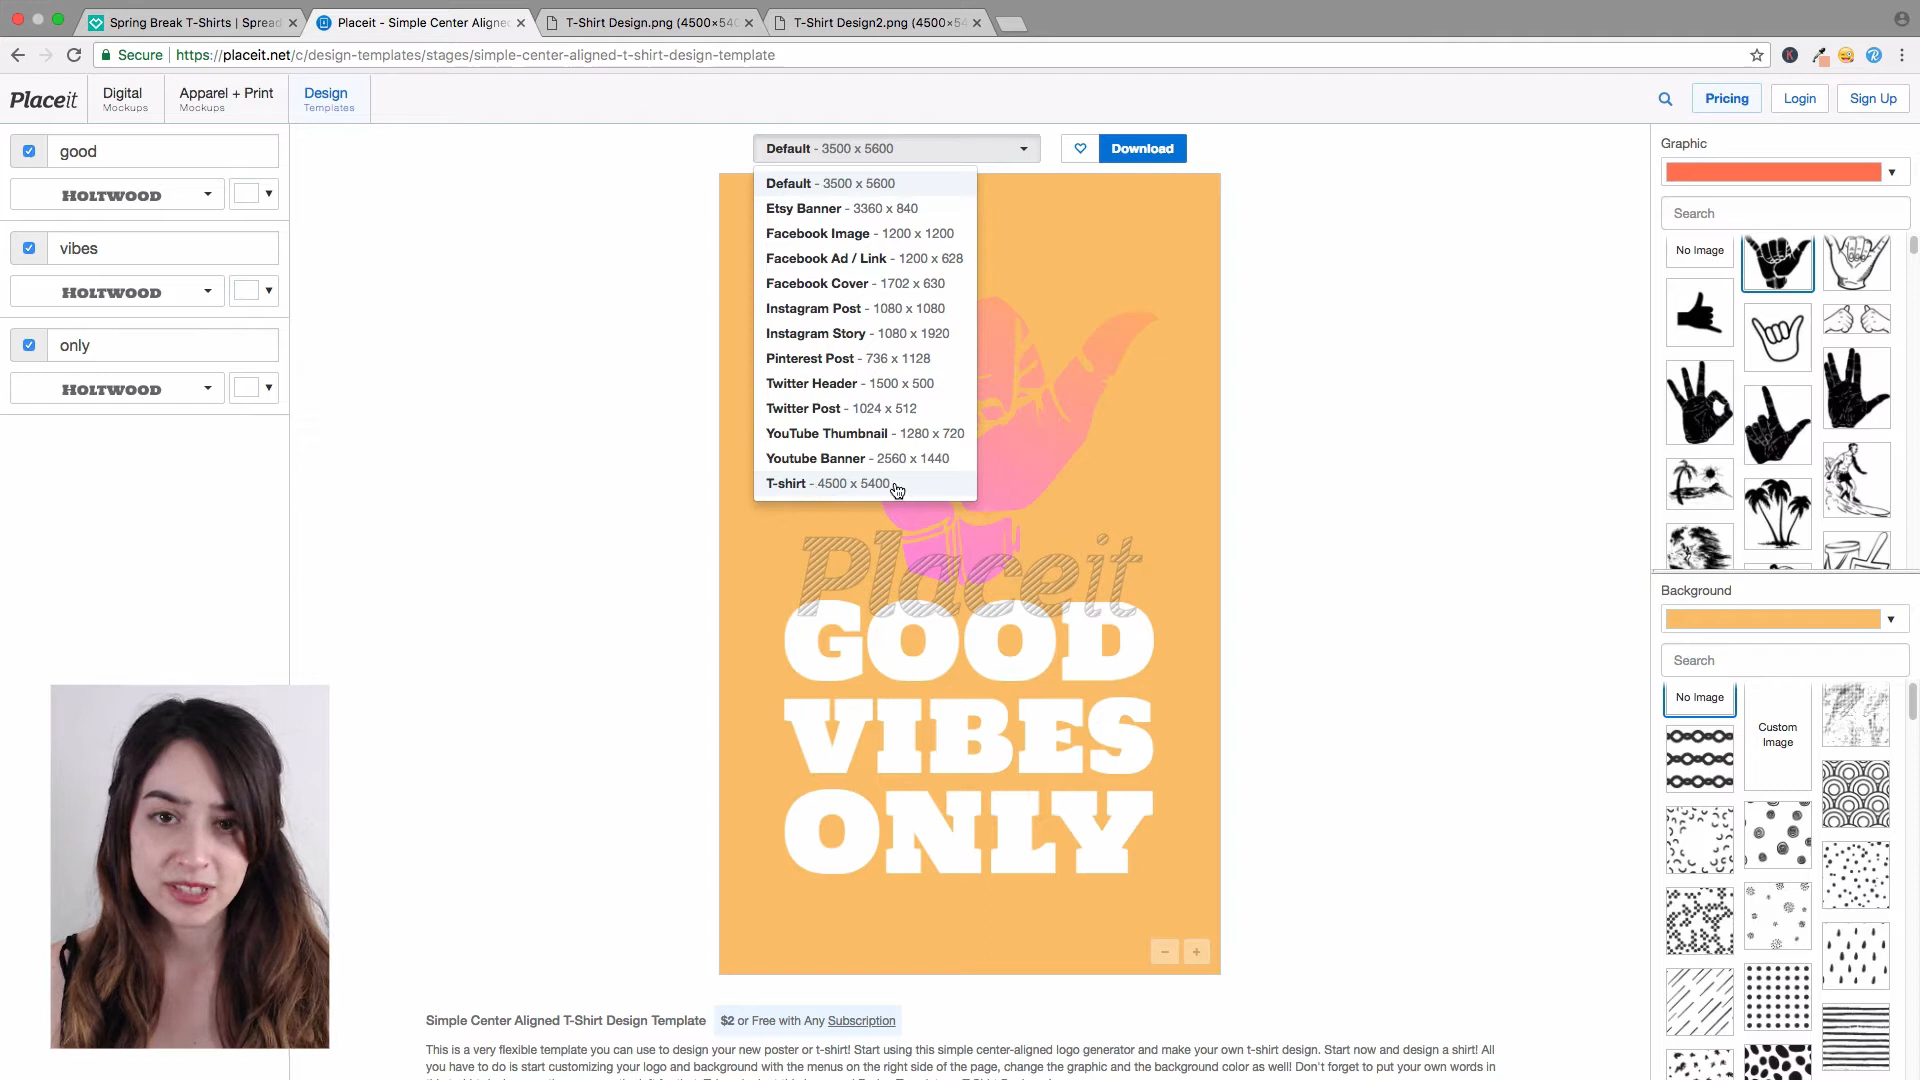 Spring Break T-Shirts | Spread
Placeit - Simple Center Aligne
T-Shirt Design.png (4500×540
T-Shirt Design2.png (4500×54
Secure
https://placeit.net/c/design-templates/stages/simple-center-aligned-t-shirt-design-template
Placeit
Digital
Mockups
Apparel + Print
Mockups
Design
Templates
Pricing
Login
Sign Up
good
HOLTWOOD
vibes
HOLTWOOD
only
HOLTWOOD
Default - 3500 x 5600
Download
Default - 3500 x 5600
Etsy Banner - 3360 x 840
Facebook Image - 1200 x 1200
Facebook Ad / Link - 1200 x 628
Facebook Cover - 1702 x 630
Instagram Post - 1080 x 1080
Instagram Story - 1080 x 1920
Pinterest Post - 736 x 1128
Twitter Header - 1500 x 500
Twitter Post - 1024 x 512
YouTube Thumbnail - 1280 x 720
Youtube Banner - 2560 x 1440
T-shirt - 4500 x 5400
Placeit
GOOD
VIBES
ONLY
Graphic
Search
No Image
Background
Search
No Image
Custom
Image
Simple Center Aligned T-Shirt Design Template
$2 or Free with Any Subscription
This is a very flexible template you can use to design your new poster or t-shirt! Start using this simple center-aligned logo generator and make your own t-shirt design. Start now and design a shirt! All
you have to do is start customizing your logo and background with the menus on the right side of the page, change the graphic and the background color as well! Don't forget to put your own words in